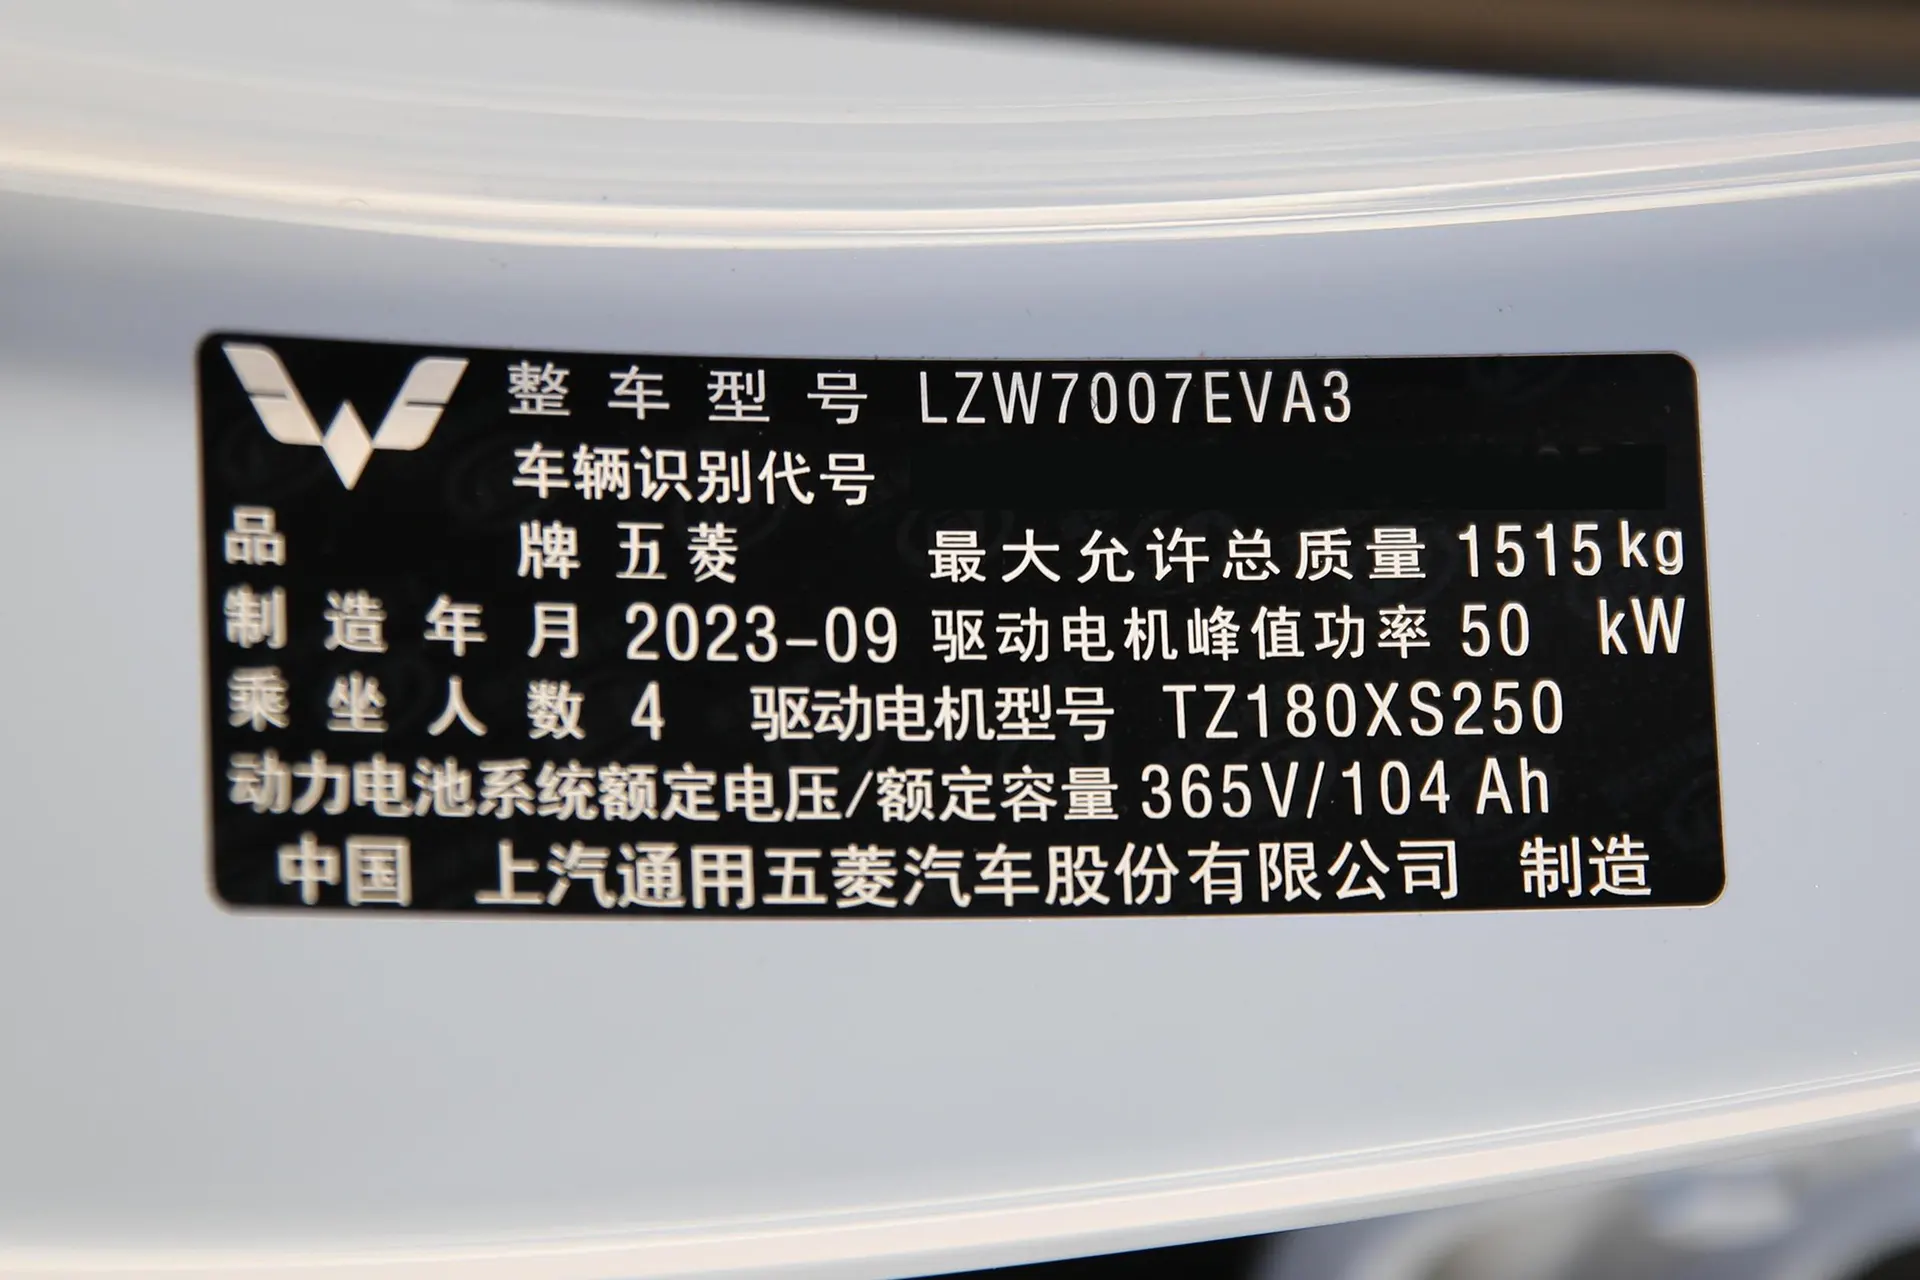 整车型号 LZW7007EVA3
车辆识别代号
品牌 五菱 最大允许总质量 1515kg
制造年月 2023-09 驱动电机峰值功率 50 kW
乘坐人数 4 驱动电机型号 TZ180XS250
动力电池系统额定电压/额定容量 365V/104 Ah
中国 上汽通用五菱汽车股份有限公司 制造